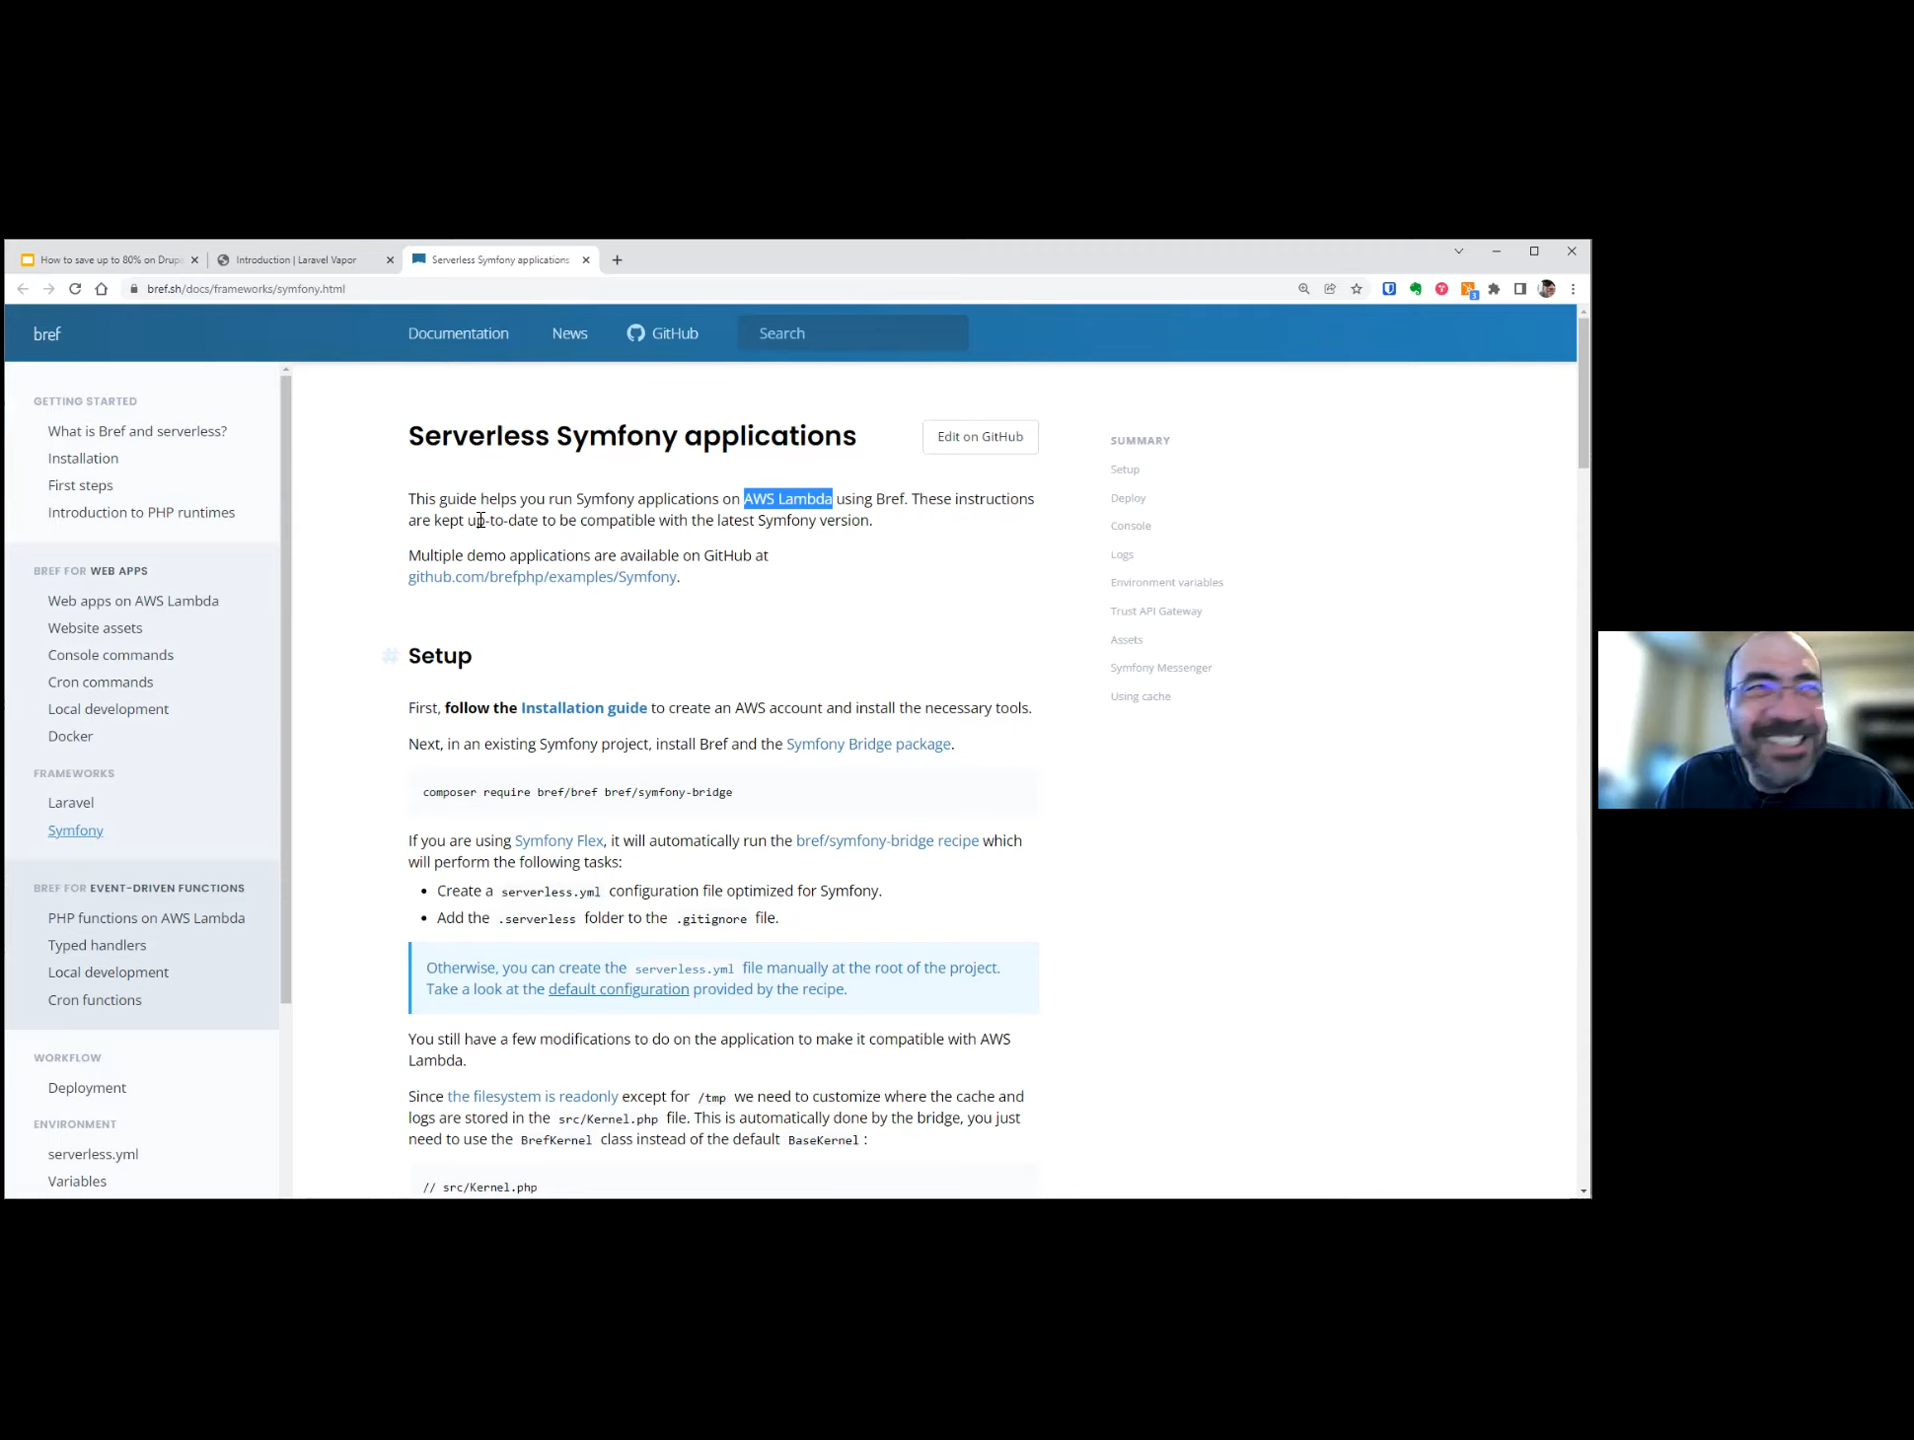 How to save up to 80% on Drup
Introduction | Laravel Vapor
Serverless Symfony applications
bref.sh/docs/frameworks/symfony.html
bref
Documentation
News
GitHub
Search
GETTING STARTED
What is Bref and serverless?
Installation
First steps
Introduction to PHP runtimes
BREF FOR WEB APPS
Web apps on AWS Lambda
Website assets
Console commands
Cron commands
Local development
Docker
FRAMEWORKS
Laravel
Symfony
BREF FOR EVENT-DRIVEN FUNCTIONS
PHP functions on AWS Lambda
Typed handlers
Local development
Cron functions
WORKFLOW
Deployment
ENVIRONMENT
serverless.yml
Variables
Serverless Symfony applications
Edit on GitHub
This guide helps you run Symfony applications on AWS Lambda using Bref. These instructions
are kept up-to-date to be compatible with the latest Symfony version.
Multiple demo applications are available on GitHub at
github.com/brefphp/examples/Symfony.
# Setup
First, follow the Installation guide to create an AWS account and install the necessary tools.
Next, in an existing Symfony project, install Bref and the Symfony Bridge package.
composer require bref/bref bref/symfony-bridge
If you are using Symfony Flex, it will automatically run the bref/symfony-bridge recipe which
will perform the following tasks:
• Create a serverless.yml configuration file optimized for Symfony.
• Add the .serverless folder to the .gitignore file.
Otherwise, you can create the serverless.yml file manually at the root of the project.
Take a look at the default configuration provided by the recipe.
You still have a few modifications to do on the application to make it compatible with AWS
Lambda.
Since the filesystem is readonly except for /tmp we need to customize where the cache and
logs are stored in the src/Kernel.php file. This is automatically done by the bridge, you just
need to use the BrefKernel class instead of the default BaseKernel :
// src/Kernel.php
SUMMARY
Setup
Deploy
Console
Logs
Environment variables
Trust API Gateway
Assets
Symfony Messenger
Using cache